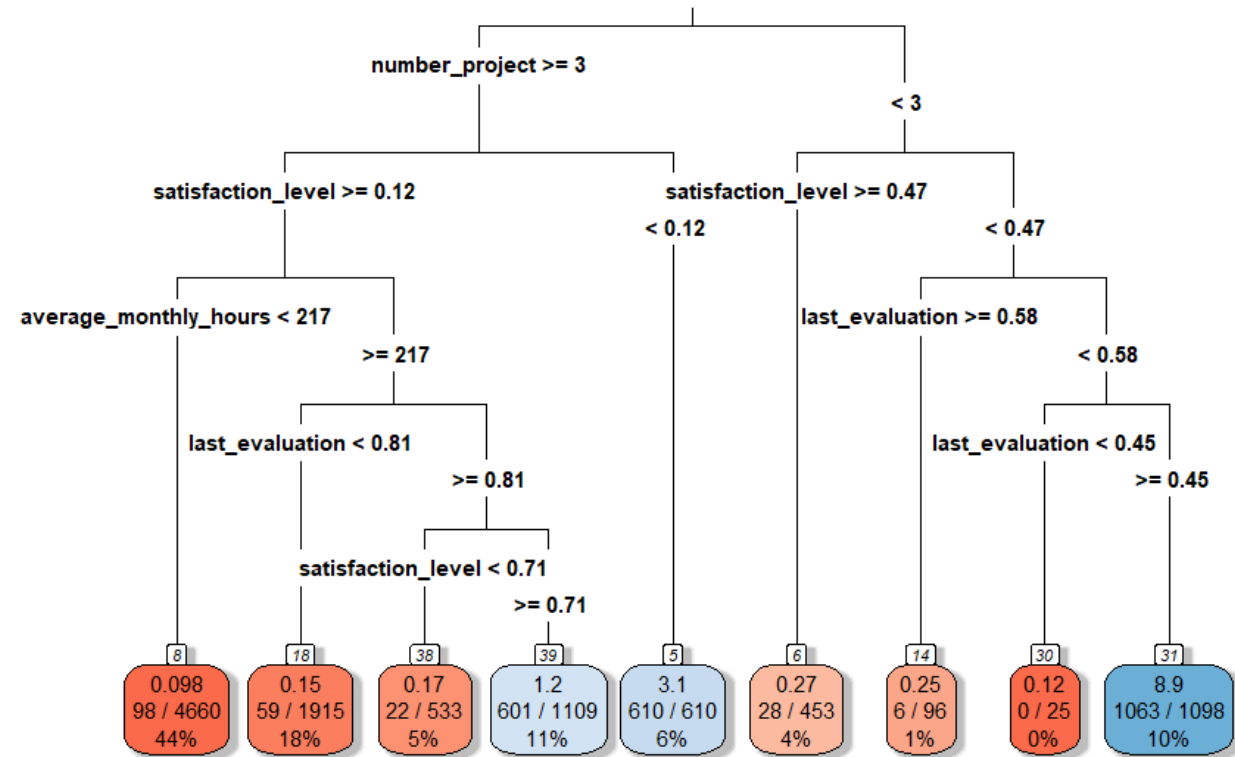 number_project >= 3
< 3
satisfaction_level >= 0.12
satisfaction_level >= 0.47
< 0.12
< 0.47
average_monthly_hours < 217
last_evaluation >= 0.58
>= 217
< 0.58
last_evaluation < 0.81
last_evaluation < 0.45
>= 0.81
>= 0.45
satisfaction_level < 0.71
>= 0.71
8
18
38
39
5
6
14
30
31
0.098
98 / 4660
44%
0.15
59 / 1915
18%
0.17
22 / 533
5%
1.2
601 / 1109
11%
3.1
610 / 610
6%
0.27
28 / 453
4%
0.25
6 / 96
1%
0.12
0 / 25
0%
8.9
1063 / 1098
10%